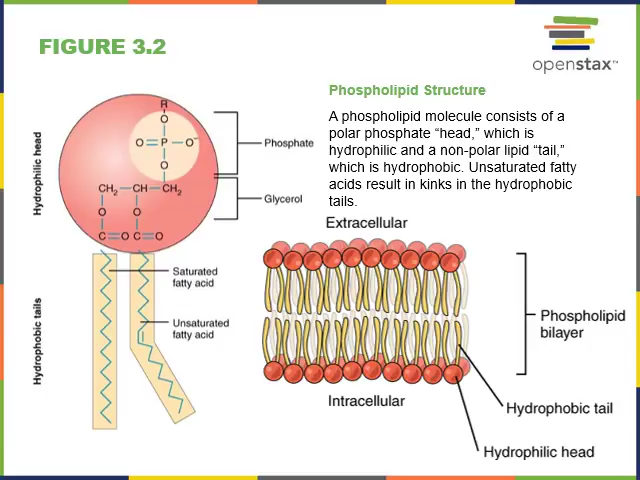 FIGURE 3.2
openstax™
Phospholipid Structure
A phospholipid molecule consists of a
polar phosphate “head,” which is
hydrophilic and a non-polar lipid “tail,”
which is hydrophobic. Unsaturated fatty
acids result in kinks in the hydrophobic
tails.
Hydrophilic head
H
O
O=P—O⁻
O
CH₂—CH—CH₂
O O
C=O C=O
Phosphate
Glycerol
Hydrophobic tails
Saturated
fatty acid
Unsaturated
fatty acid
Extracellular
Phospholipid
bilayer
Intracellular
Hydrophobic tail
Hydrophilic head